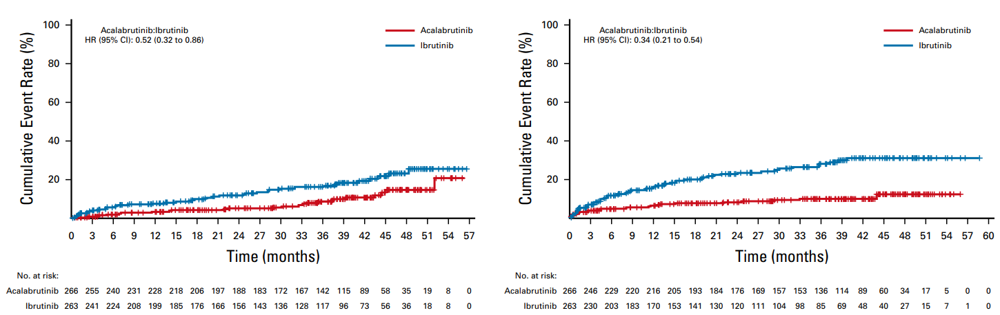 Cumulative Event Rate (%)
100
80
60
40
20
Acalabrutinib:Ibrutinib
HR (95% CI): 0.52 (0.32 to 0.86)
Acalabrutinib
Ibrutinib
0 3 6 9 12 15 18 21 24 27 30 33 36 39 42 45 48 51 54 57
Time (months)
No. at risk:
Acalabrutinib 266 255 240 231 228 218 206 197 188 183 172 167 142 115 89 58 35 19 8 0
Ibrutinib 263 241 224 208 199 185 176 166 156 143 136 128 117 96 73 56 36 18 8 0
Cumulative Event Rate (%)
100
80
60
40
20
Acalabrutinib:Ibrutinib
HR (95% CI): 0.34 (0.21 to 0.54)
Acalabrutinib
Ibrutinib
0 3 6 9 12 15 18 21 24 27 30 33 36 39 42 45 48 51 54 57 60
Time (months)
No. at risk:
Acalabrutinib 266 246 229 220 216 205 193 184 176 169 157 153 136 114 89 60 34 17 5 0 0
Ibrutinib 263 230 203 183 170 153 141 130 120 111 104 98 85 69 48 40 27 15 7 1 0